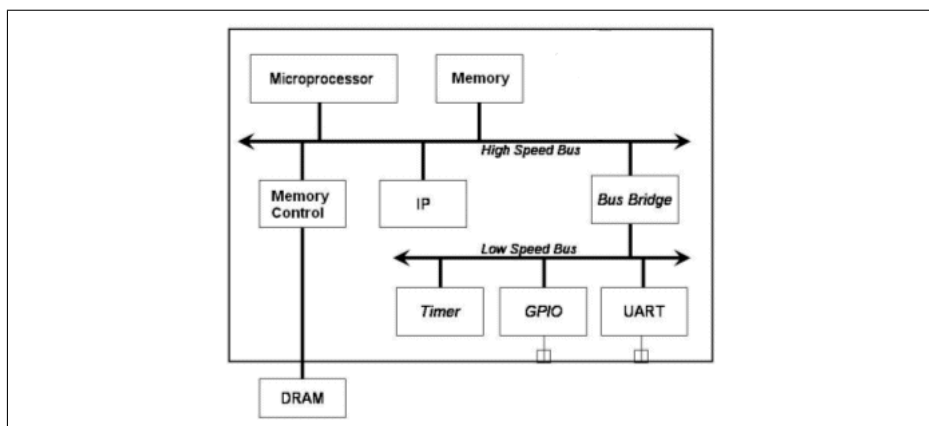 Microprocessor
Memory
High Speed Bus
Memory
Control
IP
Bus Bridge
Low Speed Bus
Timer
GPIO
UART
DRAM